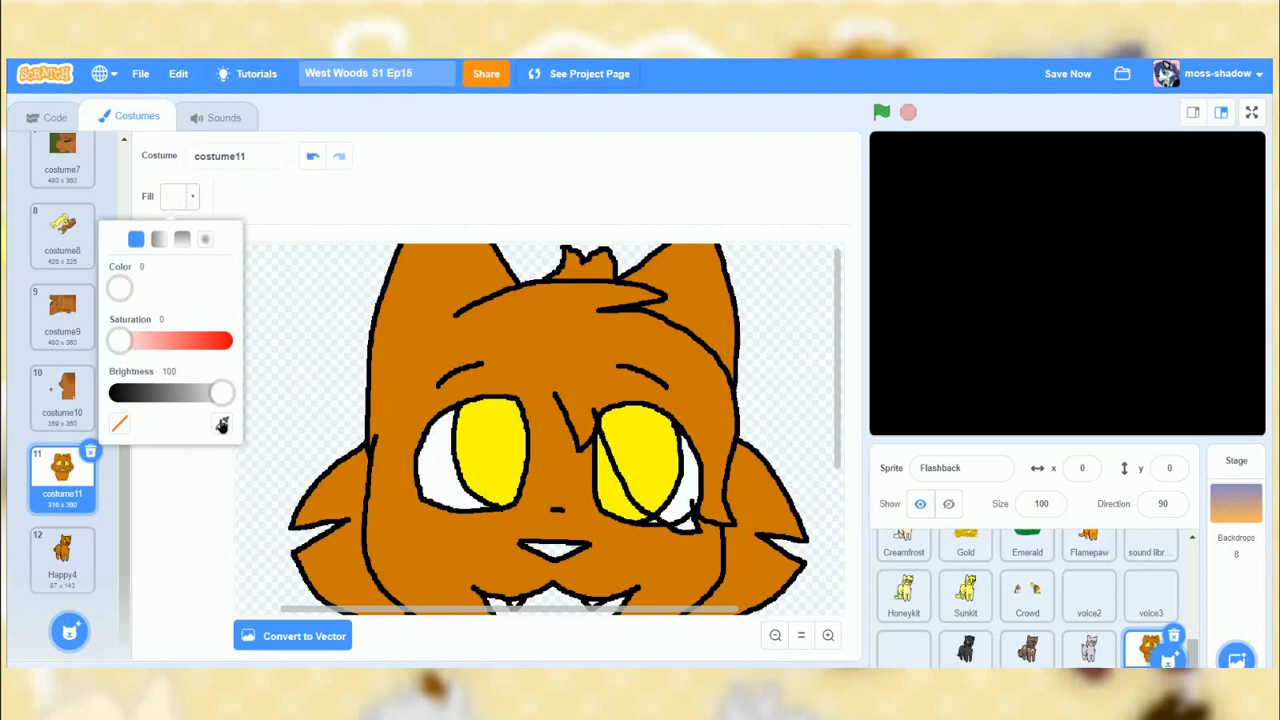 SCRATCH File Edit Tutorials West Woods S1 Ep15 Share See Project Page Save Now moss-shadow
Code Costumes Sounds
costume7
480 x 360
8
costume8
426 x 325
9
costume9
480 x 360
10
costume10
359 x 360
11
costume11
316 x 360
12
Happy4
97 x 143
Costume costume11
Fill
Color 0
Saturation 0
Brightness 100
Convert to Vector
Sprite Flashback x 0 y 0
Show Size 100 Direction 90
Creamfrost Gold Emerald Flamepaw sound libr...
Honeykit Sunkit Crowd voice2 voice3
Stage
Backdrops
8